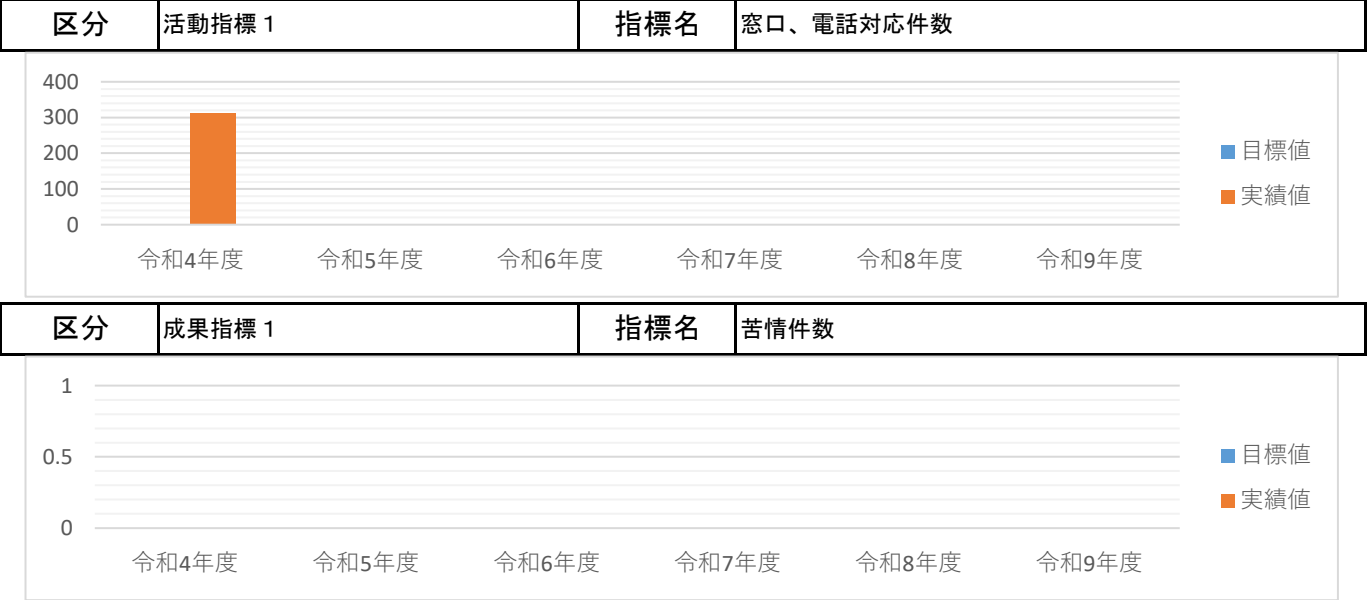 区分 活動指標1 指標名 窓口、電話対応件数
400
300
200
100
0
令和4年度 令和5年度 令和6年度 令和7年度 令和8年度 令和9年度
目標値
実績値
区分 成果指標1 指標名 苦情件数
1
0.5
0
令和4年度 令和5年度 令和6年度 令和7年度 令和8年度 令和9年度
目標値
実績値